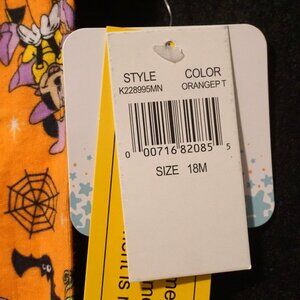 STYLE COLOR
K228995MN ORANGEP T
0 00716 82085 5
SIZE 18M